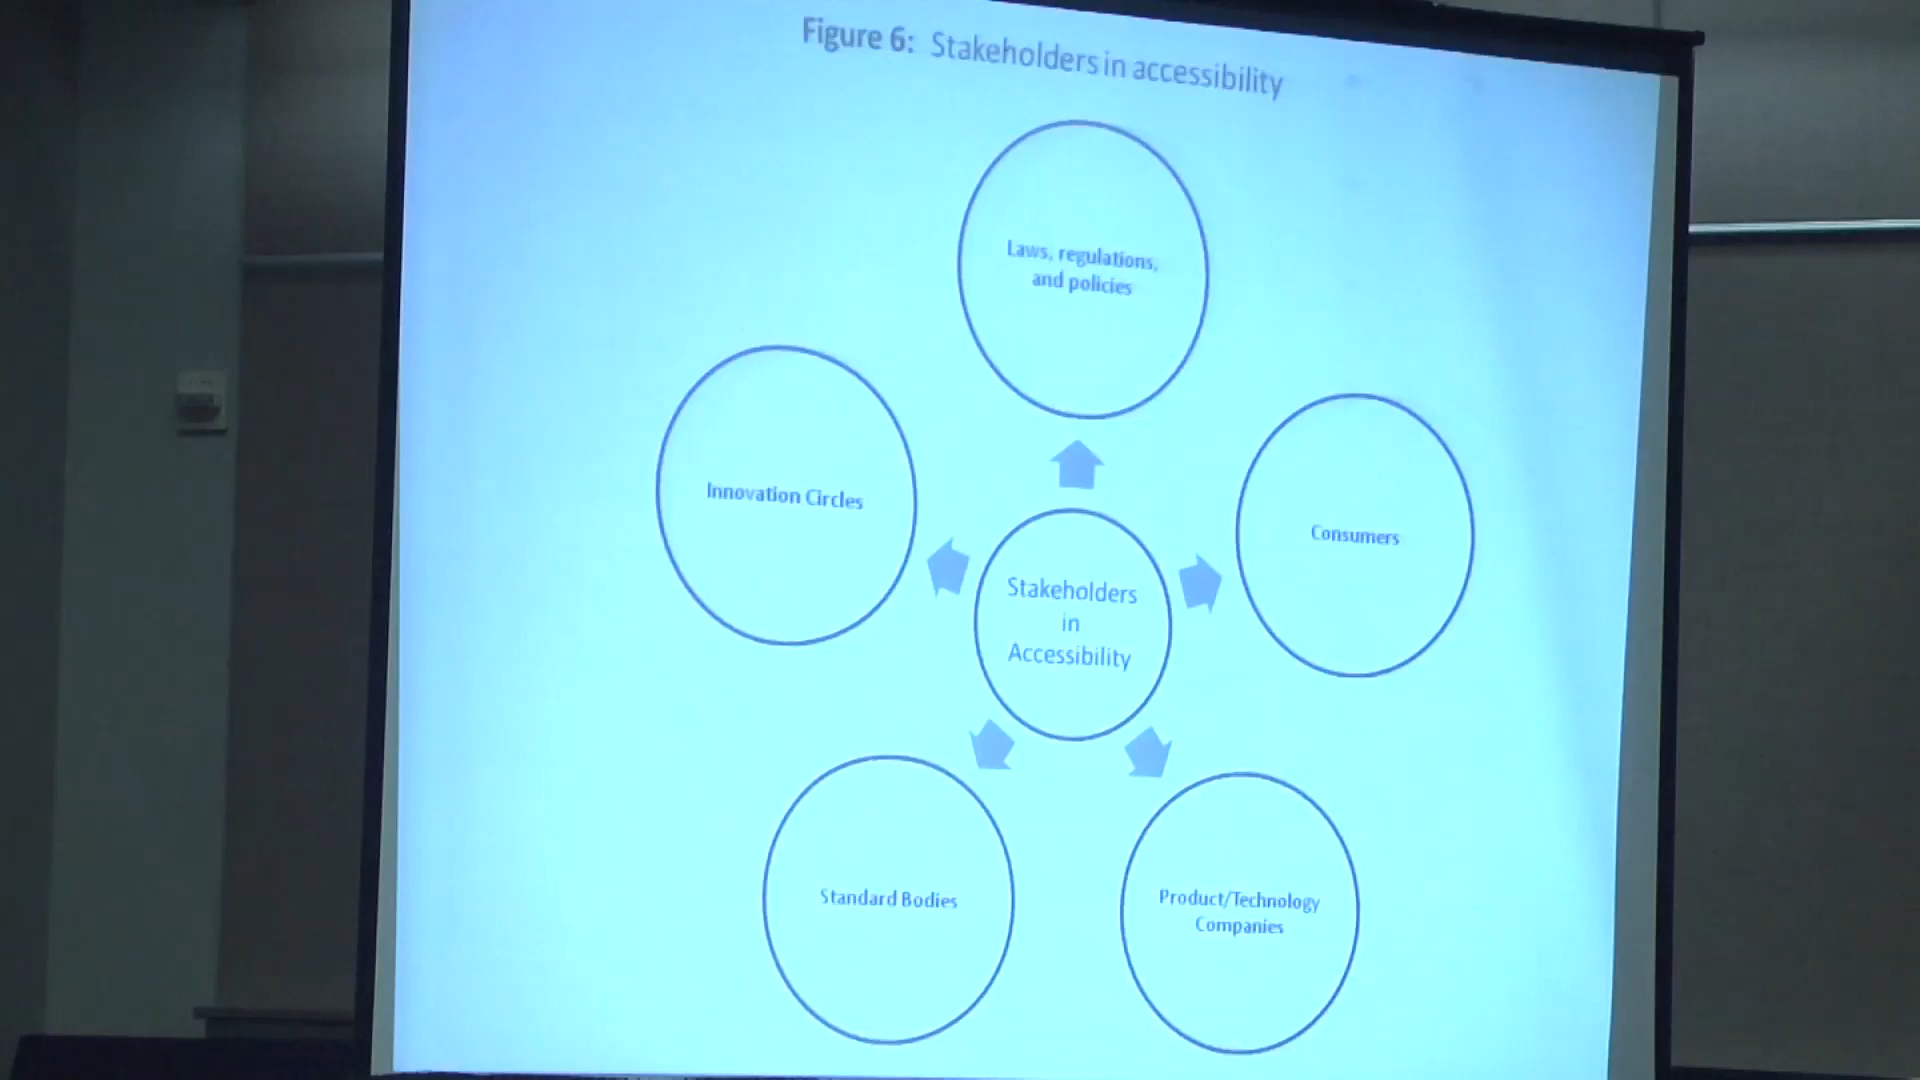 Figure 6: Stakeholders in accessibility
Laws, regulations,
and policies
Innovation Circles
Consumers
Stakeholders
in
Accessibility
Standard Bodies
Product/Technology
Companies